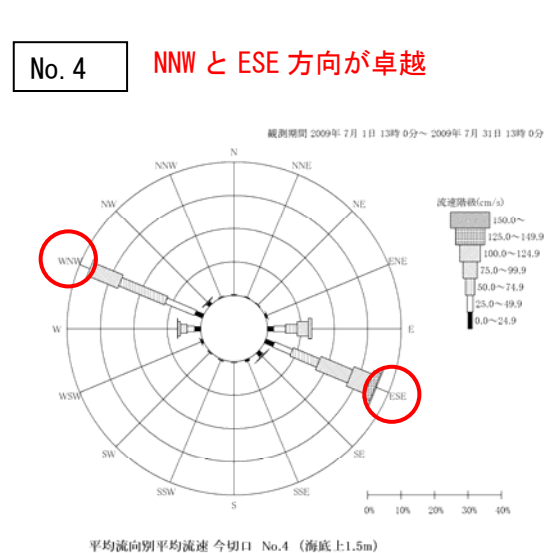 No.4
NNW と ESE 方向が卓越
観測期間 2009年 7月 1日 13時 0分～ 2009年 7月 31日 13時 0分
N
NNW
NNE
NW
NE
流速階級(cm/s)
150.0～
125.0～149.9
100.0～124.9
75.0～99.9
50.0～74.9
25.0～49.9
0.0～24.9
WNW
ENE
W
E
WSW
ESE
SW
SE
SSW
SSE
S
0%
10%
20%
30%
40%
平均流向別平均流速 今切口 No.4 (海底上1.5m)